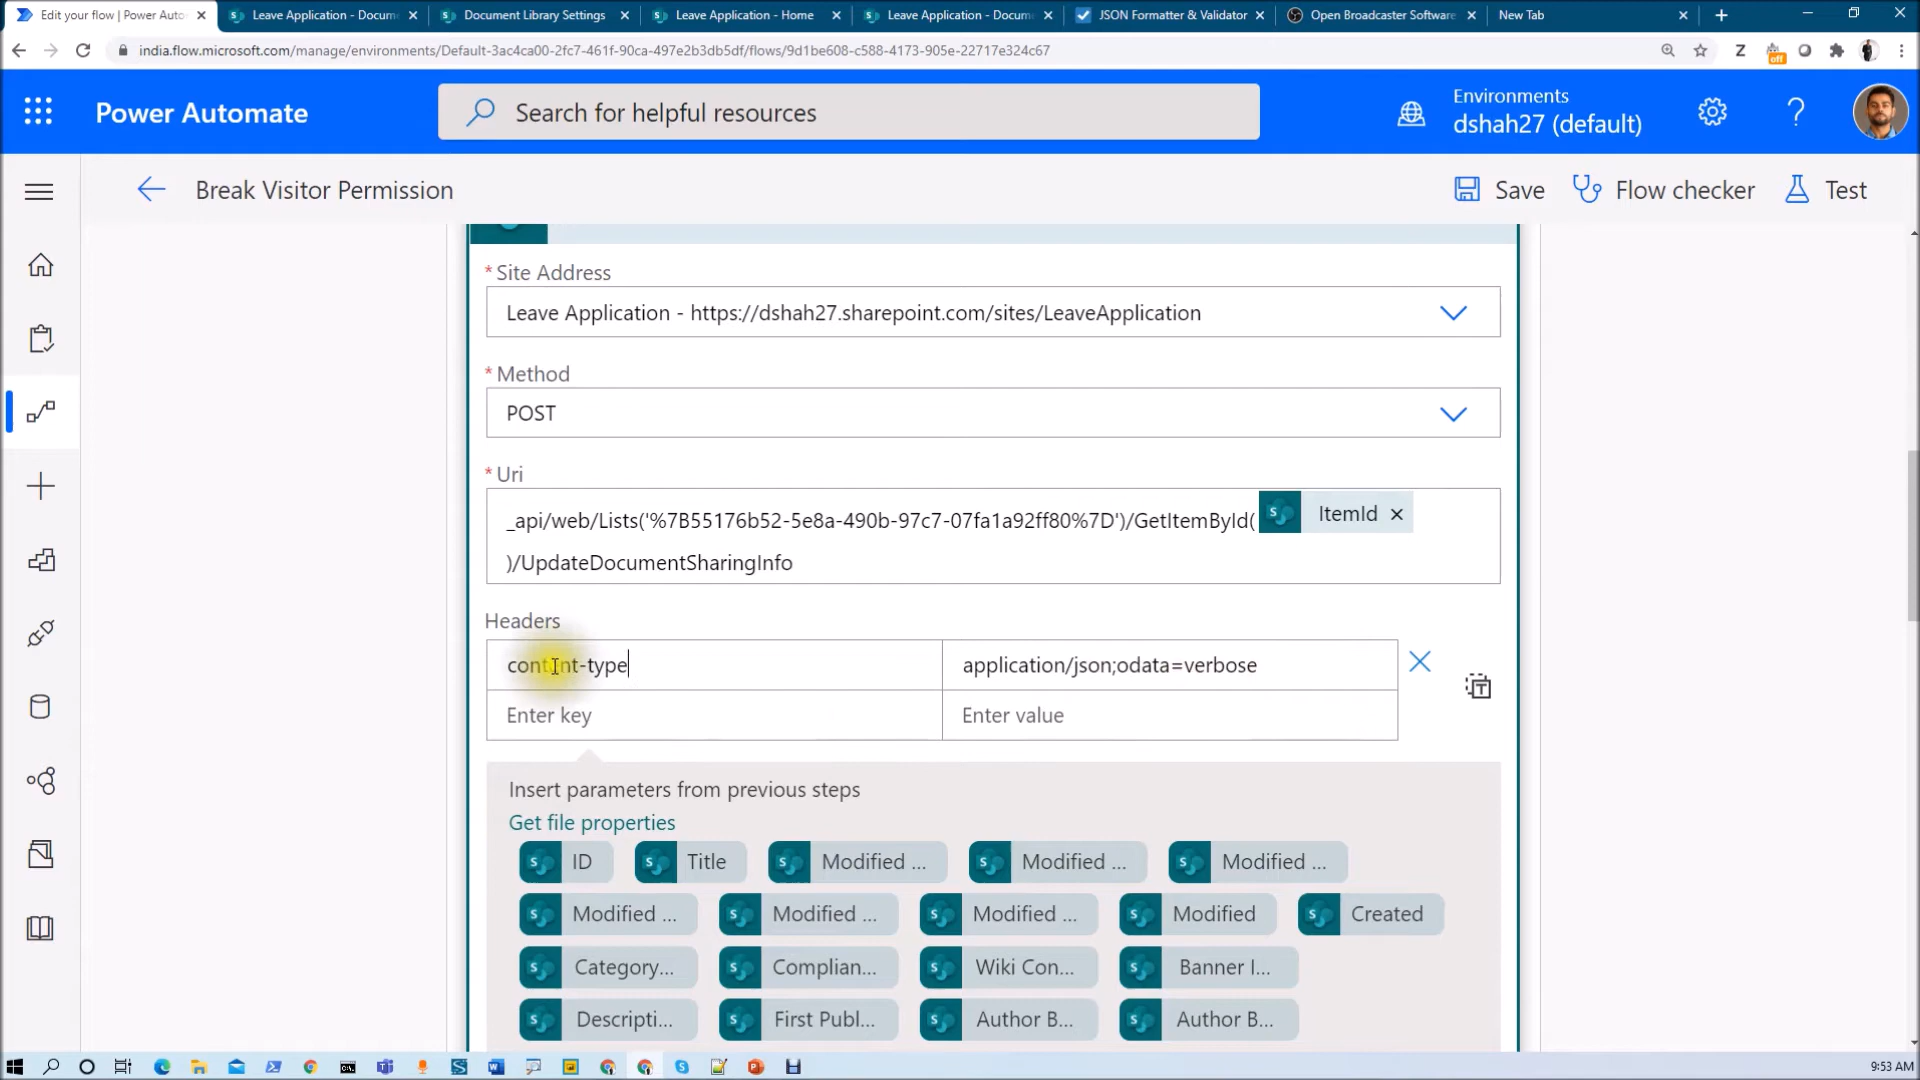 Edit your flow | Power Auto
Leave Application - Docum
Document Library Settings
Leave Application - Home
Leave Application - Docum
JSON Formatter & Validator
Open Broadcaster Software
New Tab
india.flow.microsoft.com/manage/environments/Default-3ac4ca00-2fc7-461f-90ca-497e2b3db5df/flows/9d1be608-c588-4173-905e-22717e324c67
Z
off
Power Automate
Search for helpful resources
Environments
dshah27 (default)
Break Visitor Permission
Save
Flow checker
Test
* Site Address
Leave Application - https://dshah27.sharepoint.com/sites/LeaveApplication
* Method
POST
* Uri
_api/web/Lists('%7B55176b52-5e8a-490b-97c7-07fa1a92ff80%7D')/GetItemById( ItemId
)/UpdateDocumentSharingInfo
Headers
content-type application/json;odata=verbose
Enter key Enter value
Insert parameters from previous steps
Get file properties
ID Title Modified ... Modified ... Modified ...
Modified ... Modified ... Modified ... Modified Created
Category... Complian... Wiki Con... Banner I...
Descripti... First Publ... Author B... Author B...
9:53 AM